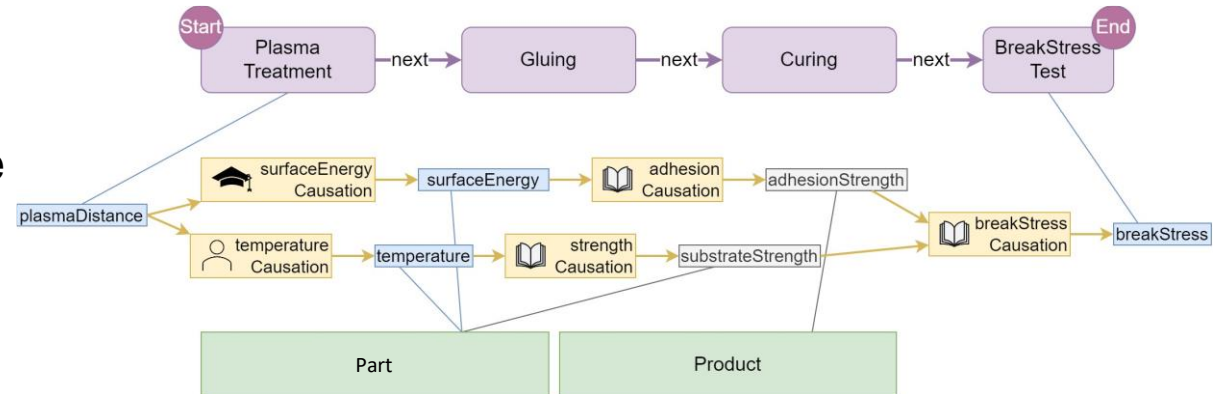 Start
End
Plasma
Treatment
next
Gluing
next
Curing
next
BreakStress
Test
e
surfaceEnergy
Causation
surfaceEnergy
adhesion
Causation
adhesionStrength
plasmaDistance
temperature
Causation
temperature
strength
Causation
substrateStrength
breakStress
Causation
breakStress
Part
Product